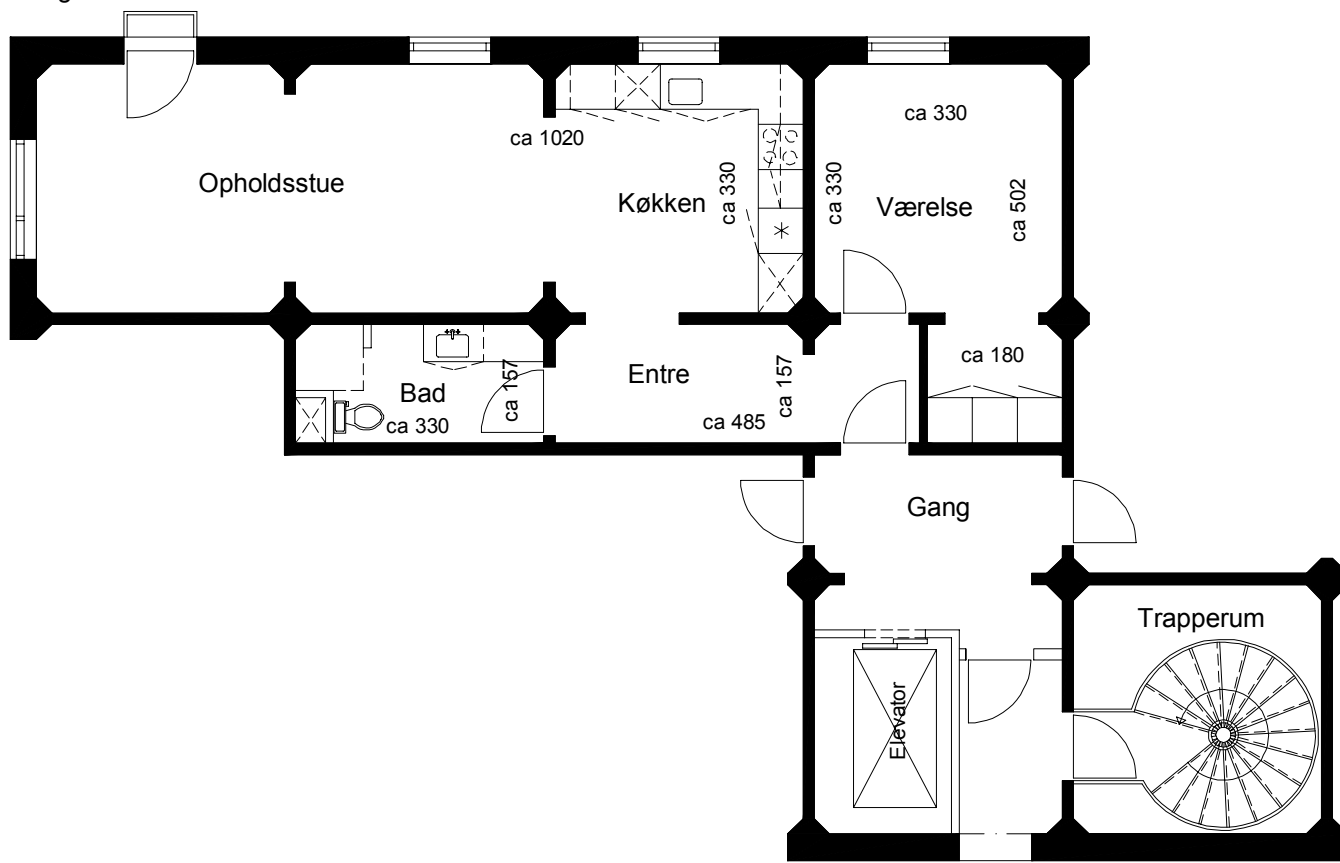 ca 330
ca 1020
Opholdsstue
Køkken
ca 330
ca 330
Værelse
ca 502
ca 180
Entre
Bad
ca 157
ca 157
ca 330
ca 485
Gang
Trapperum
Elevator